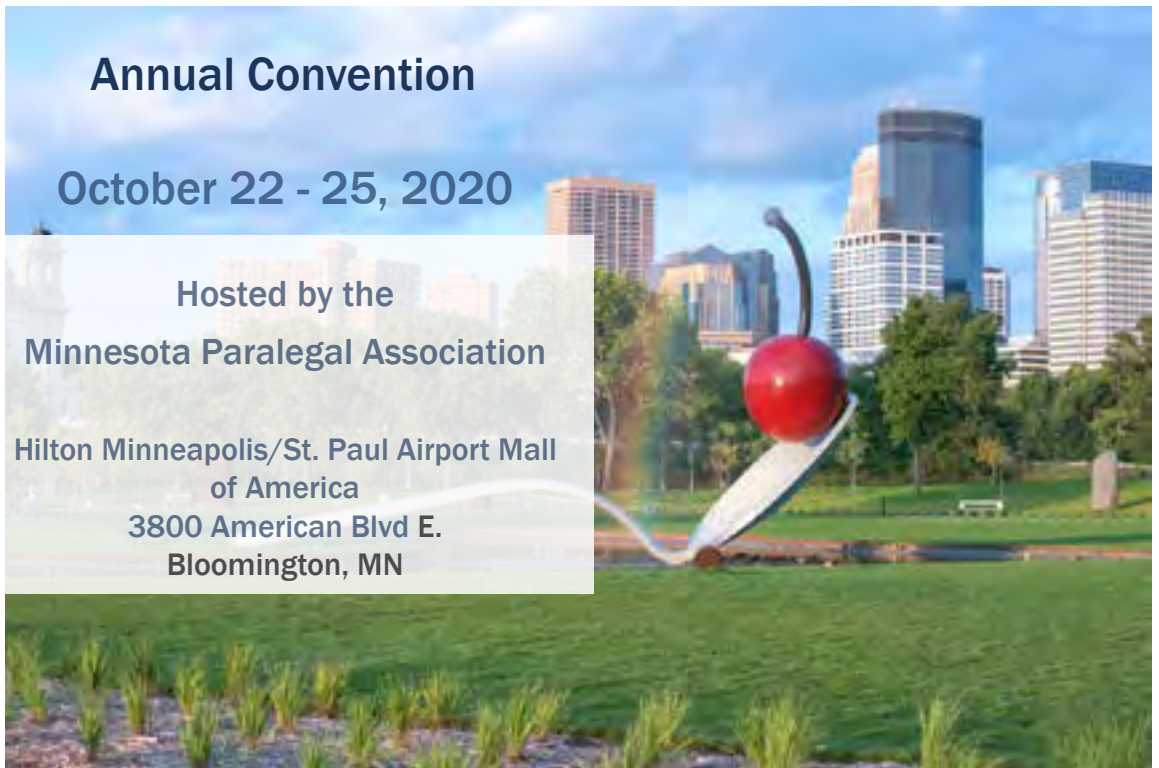 Annual Convention
October 22 - 25, 2020
Hosted by the
Minnesota Paralegal Association
Hilton Minneapolis/St. Paul Airport Mall
of America
3800 American Blvd E.
Bloomington, MN